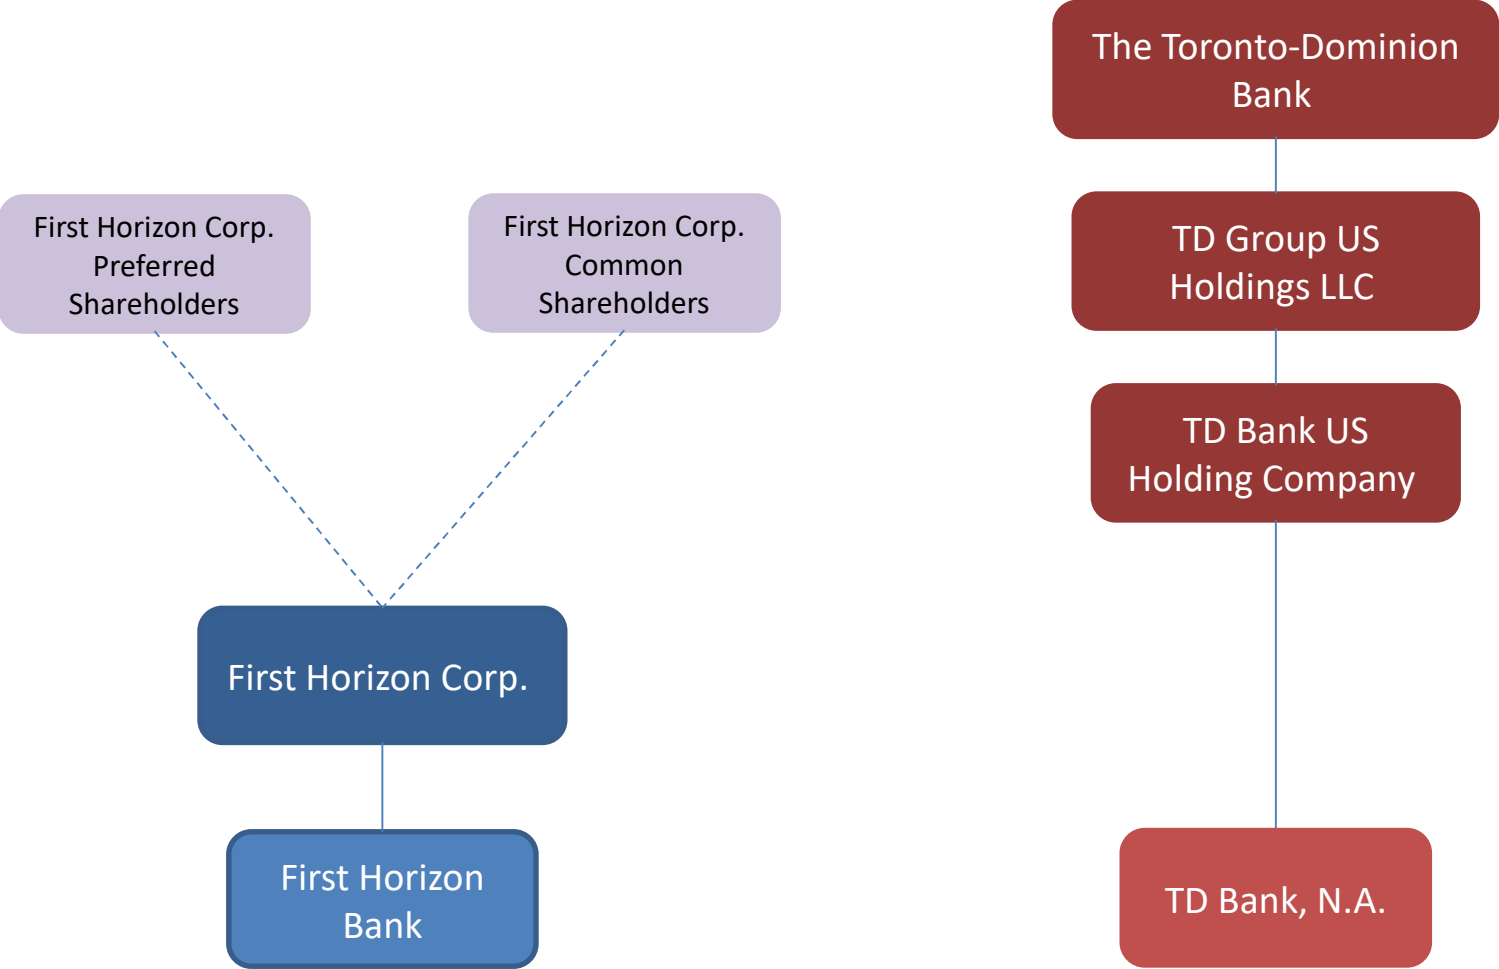 The Toronto-Dominion
Bank
First Horizon Corp.
Preferred
Shareholders
First Horizon Corp.
Common
Shareholders
TD Group US
Holdings LLC
TD Bank US
Holding Company
First Horizon Corp.
First Horizon
Bank
TD Bank, N.A.